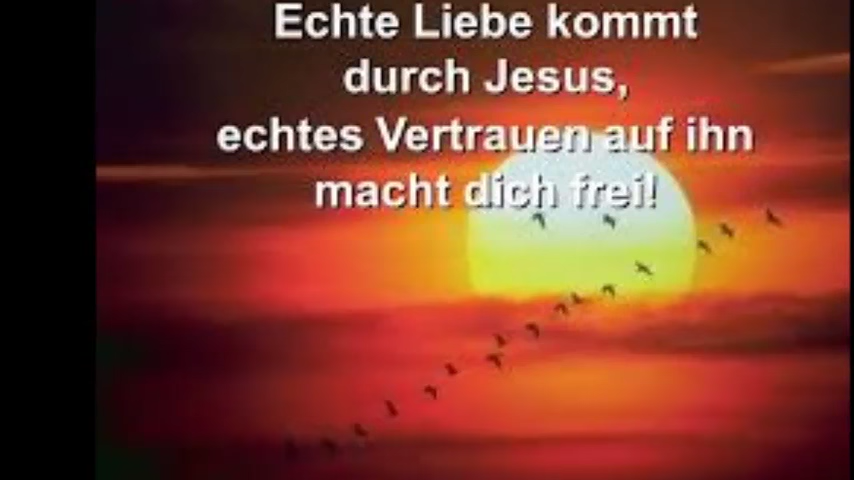 Echte Liebe kommt
durch Jesus,
echtes Vertrauen auf ihn
macht dich frei!